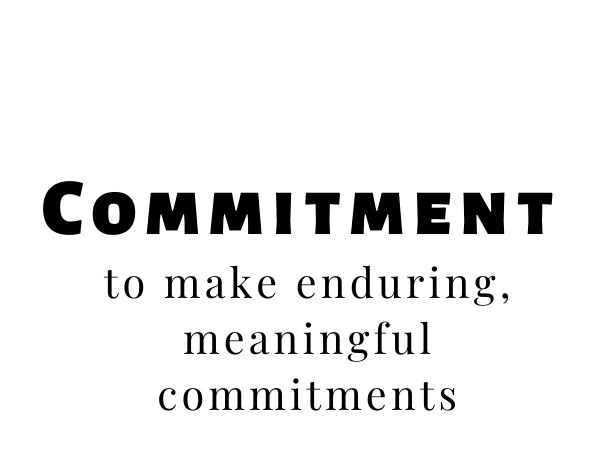 Commitment
to make enduring,
meaningful
commitments